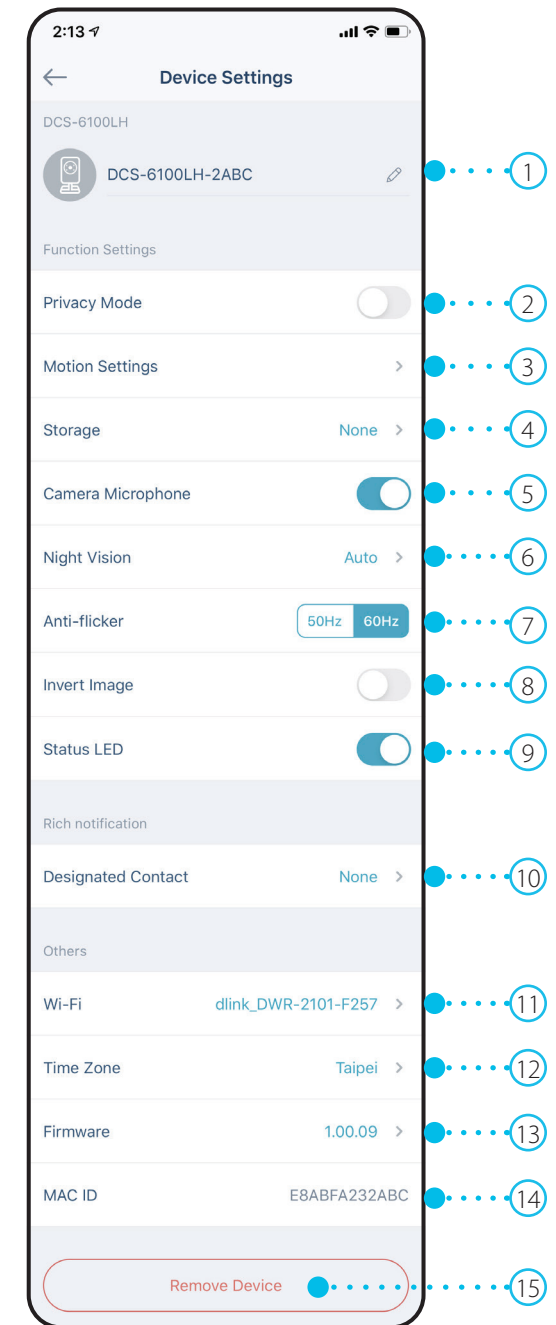 2:13
Device Settings
DCS-6100LH
DCS-6100LH-2ABC 1
Function Settings
Privacy Mode 2
Motion Settings 3
Storage None 4
Camera Microphone 5
Night Vision Auto 6
Anti-flicker 50Hz 60Hz 7
Invert Image 8
Status LED 9
Rich notification
Designated Contact None 10
Others
Wi-Fi dlink_DWR-2101-F257 11
Time Zone Taipei 12
Firmware 1.00.09 13
MAC ID E8ABFA232ABC 14
Remove Device 15